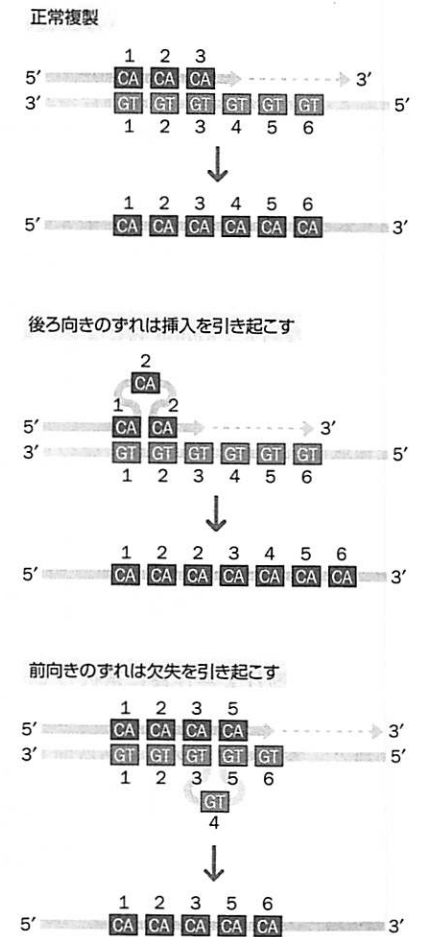 正常複製
1 2 3
5′ CA CA CA 3′
3′ GT GT GT GT GT GT 5′
1 2 3 4 5 6
1 2 3 4 5 6
5′ CA CA CA CA CA CA 3′
後ろ向きのずれは挿入を引き起こす
2
CA
1 2
5′ CA CA 3′
3′ GT GT GT GT GT GT 5′
1 2 3 4 5 6
1 2 2 3 4 5 6
5′ CA CA CA CA CA CA CA 3′
前向きのずれは欠失を引き起こす
1 2 3 5
5′ CA CA CA CA 3′
3′ GT GT GT GT GT 5′
1 2 3 5 6
GT
4
1 2 3 5 6
5′ CA CA CA CA CA 3′